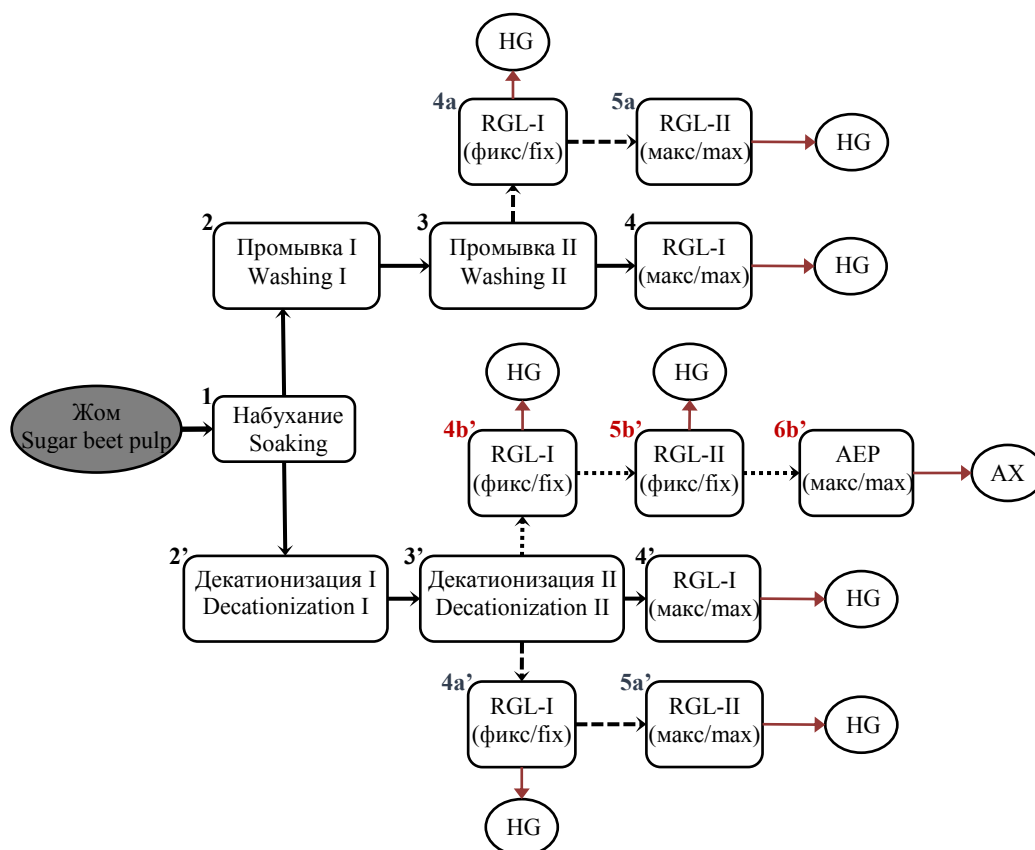 HG
4a
RGL-I
(фикс/fix)
5a
RGL-II
(макс/max)
HG
2
Промывка I
Washing I
3
Промывка II
Washing II
4
RGL-I
(макс/max)
HG
Жом
Sugar beet pulp
1
Набухание
Soaking
HG
HG
4b’
RGL-I
(фикс/fix)
5b’
RGL-II
(фикс/fix)
6b’
AEP
(макс/max)
AX
2’
Декатионизация I
Decationization I
3’
Декатионизация II
Decationization II
4’
RGL-I
(макс/max)
HG
4a’
RGL-I
(фикс/fix)
5a’
RGL-II
(макс/max)
HG
HG